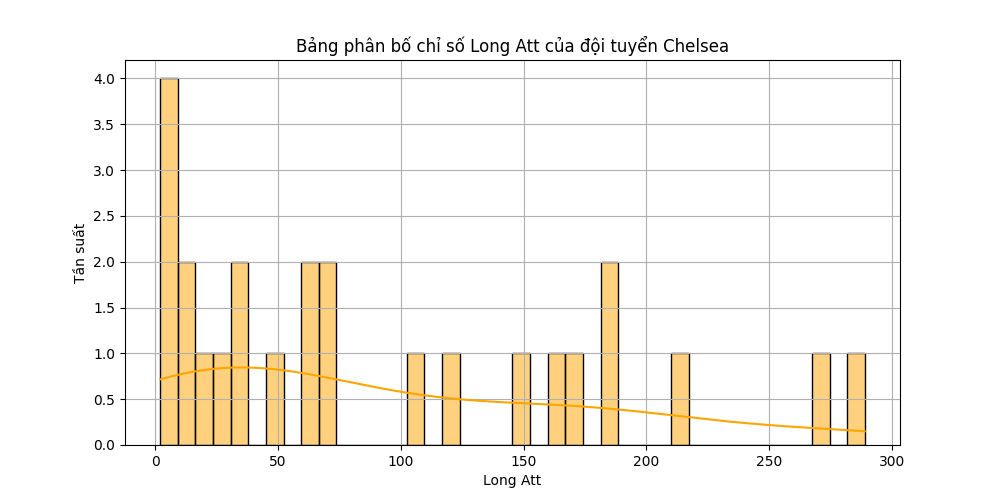 Bảng phân bố chỉ số Long Att của đội tuyển Chelsea
4.0
3.5
3.0
2.5
2.0
1.5
1.0
0.5
0.0
Tần suất
0 50 100 150 200 250 300
Long Att